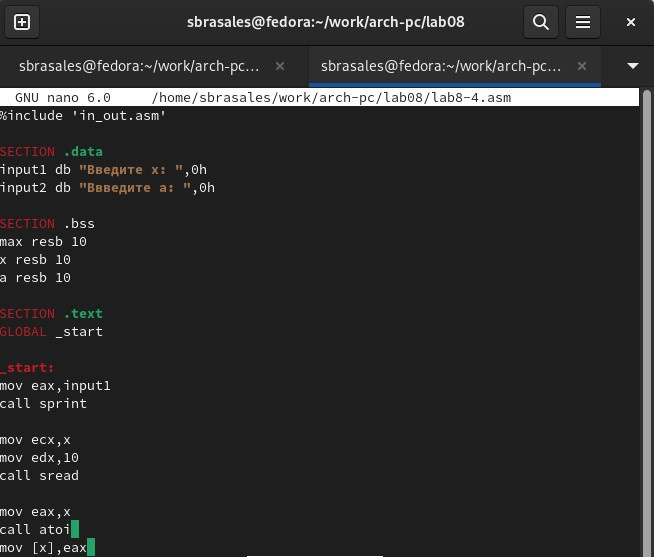 sbrasales@fedora:~/work/arch-pc/lab08
sbrasales@fedora:~/work/arch-pc...
sbrasales@fedora:~/work/arch-pc...
GNU nano 6.0 /home/sbrasales/work/arch-pc/lab08/lab8-4.asm
%include 'in_out.asm'
SECTION .data
input1 db "Введите x: ",0h
input2 db "Ввведите a: ",0h
SECTION .bss
max resb 10
x resb 10
a resb 10
SECTION .text
GLOBAL _start
_start:
mov eax,input1
call sprint
mov ecx,x
mov edx,10
call sread
mov eax,x
call atoi
mov [x],eax